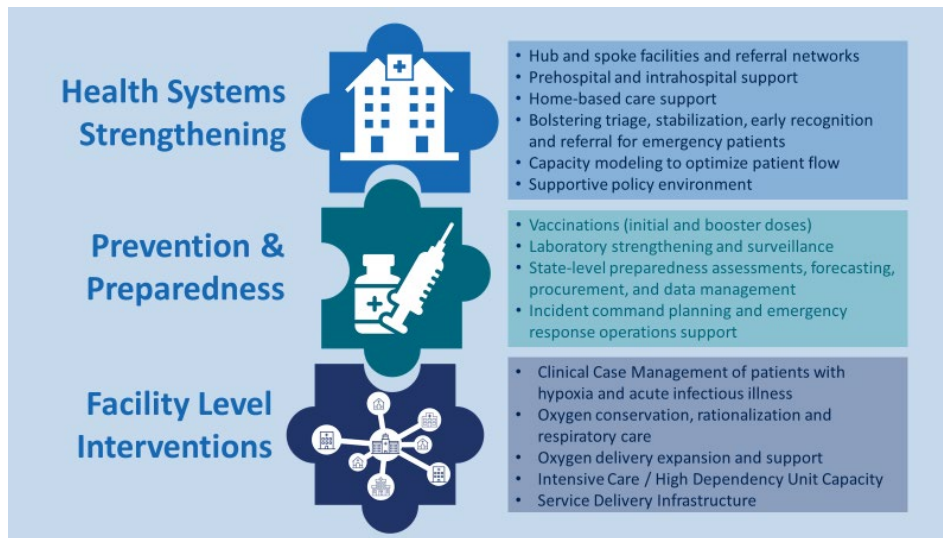 Health Systems
Strengthening
• Hub and spoke facilities and referral networks
• Prehospital and intrahospital support
• Home-based care support
• Bolstering triage, stabilization, early recognition
and referral for emergency patients
• Capacity modeling to optimize patient flow
• Supportive policy environment
Prevention &
Preparedness
• Vaccinations (initial and booster doses)
• Laboratory strengthening and surveillance
• State-level preparedness assessments, forecasting,
procurement, and data management
• Incident command planning and emergency
response operations support
Facility Level
Interventions
• Clinical Case Management of patients with
hypoxia and acute infectious illness
• Oxygen conservation, rationalization and
respiratory care
• Oxygen delivery expansion and support
• Intensive Care / High Dependency Unit Capacity
• Service Delivery Infrastructure